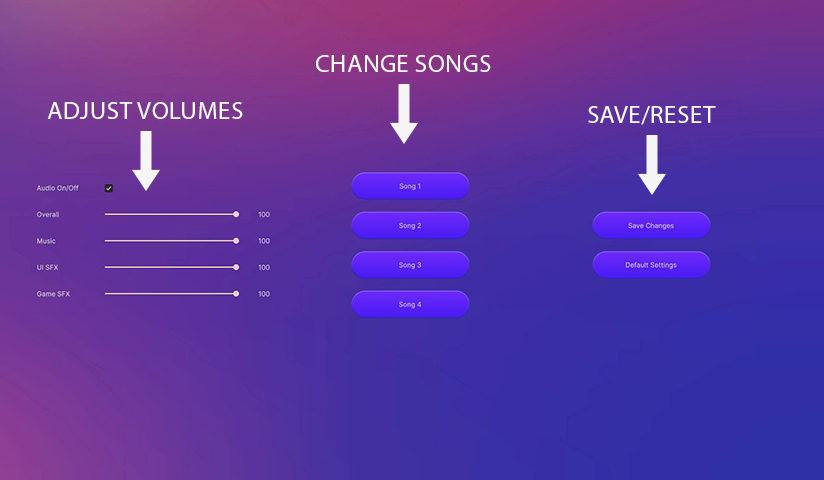 CHANGE SONGS
ADJUST VOLUMES
SAVE/RESET
Audio On/Off
Overall 100
Music 100
UI SFX 100
Game SFX 100
Song 1
Song 2
Song 3
Song 4
Save Changes
Default Settings